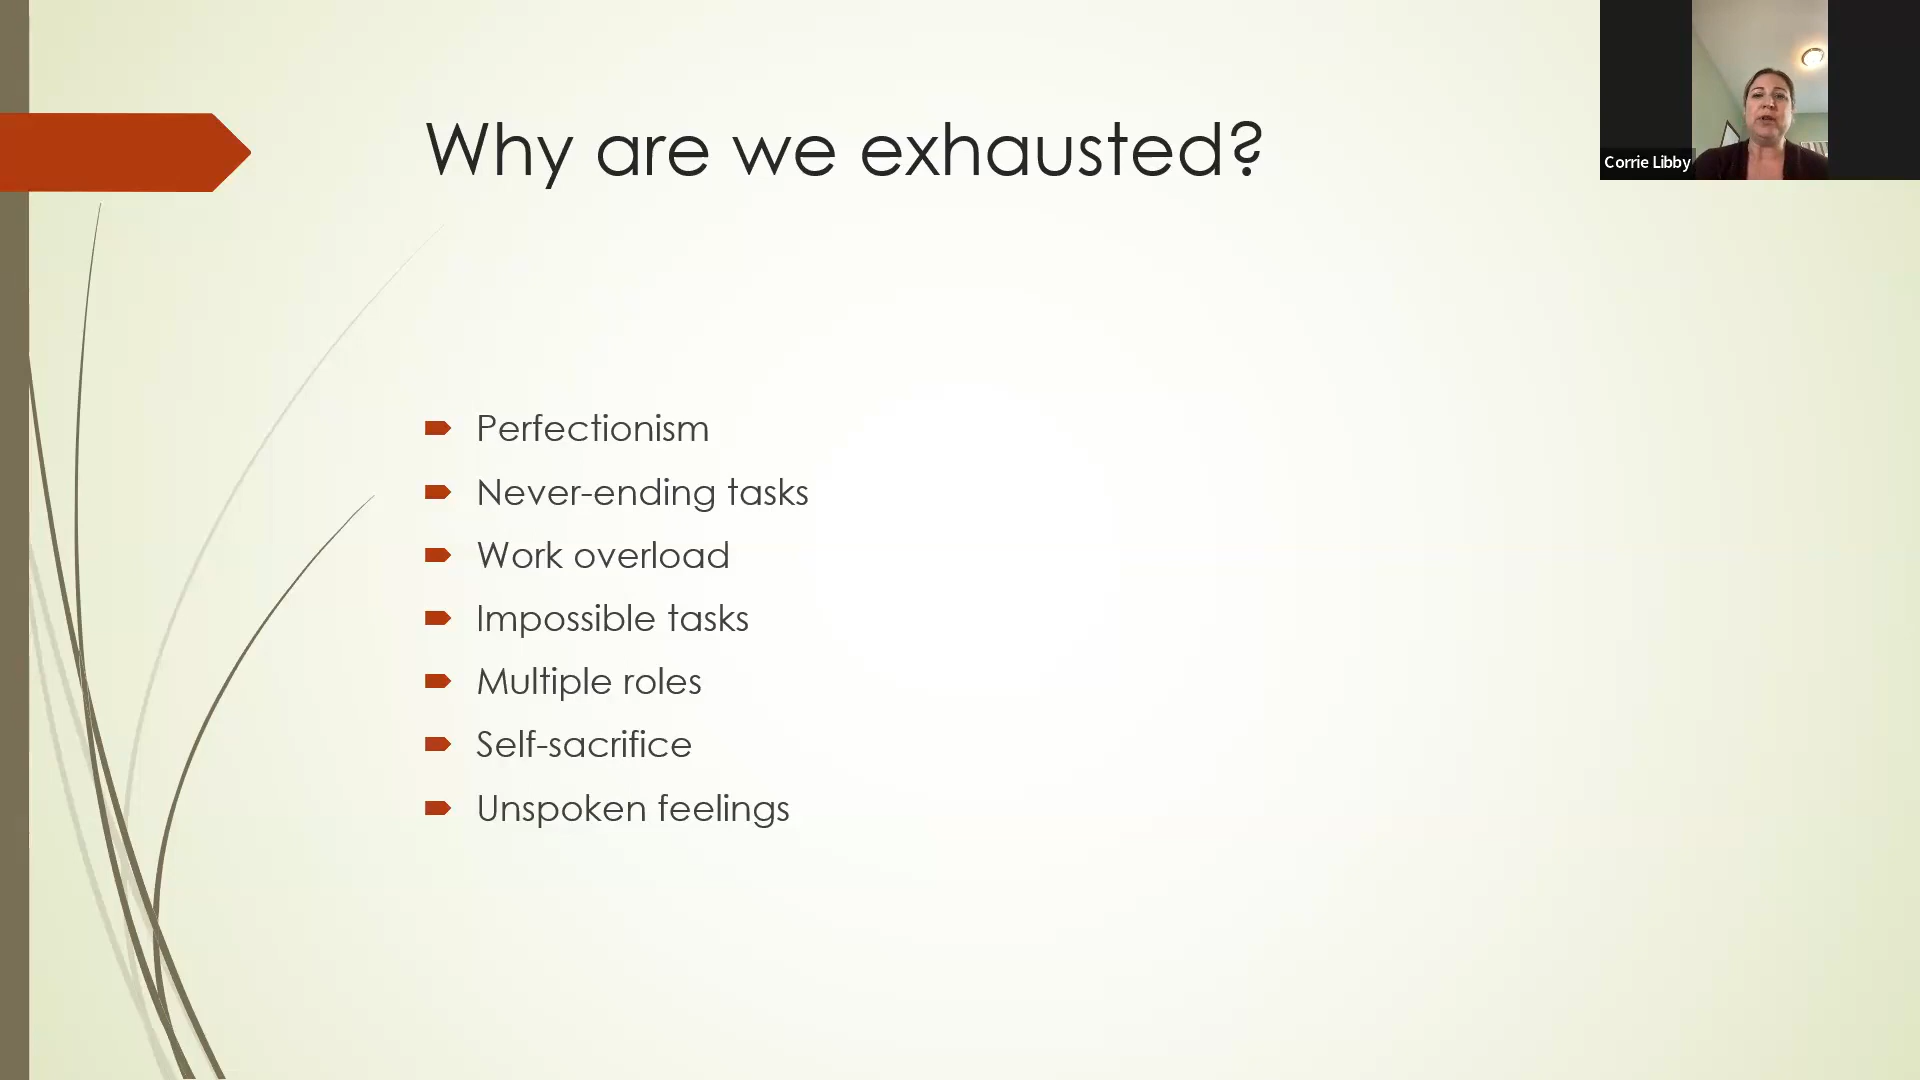 Why are we exhausted?
Corrie Libby
Perfectionism
Never-ending tasks
Work overload
Impossible tasks
Multiple roles
Self-sacrifice
Unspoken feelings